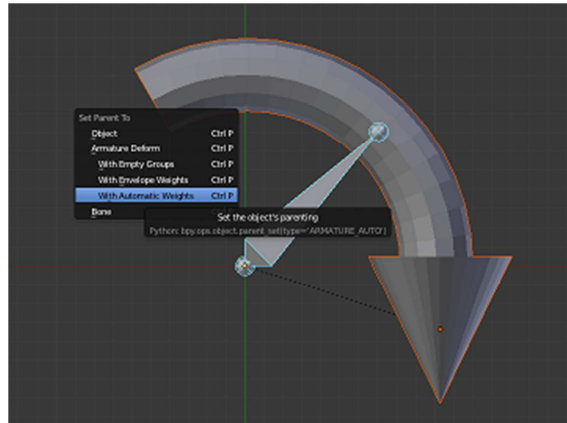 Set Parent To
Object Ctrl P
Armature Deform Ctrl P
With Empty Groups Ctrl P
With Envelope Weights Ctrl P
With Automatic Weights Ctrl P
Bone
Set the object's parenting
Python: bpy.ops.object.parent_set(type='ARMATURE_AUTO')